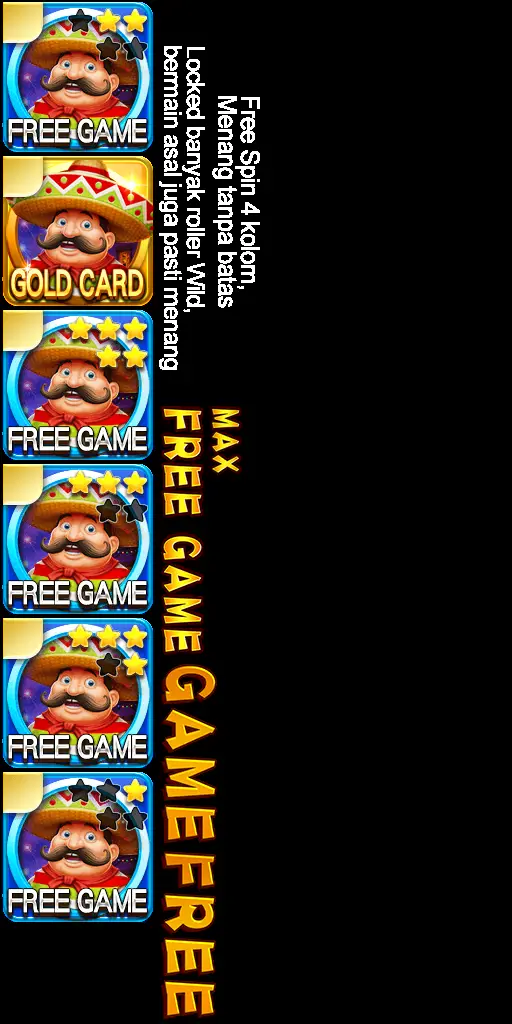 FREE GAME
GOLD CARD
FREE GAME
FREE GAME
FREE GAME
FREE GAME
Free Spin 4 kolom,
Menang tanpa batas
Locked banyak roller Wild,
bermain asal juga pasti menang
MAX
FREE GAME
GAME
FREE